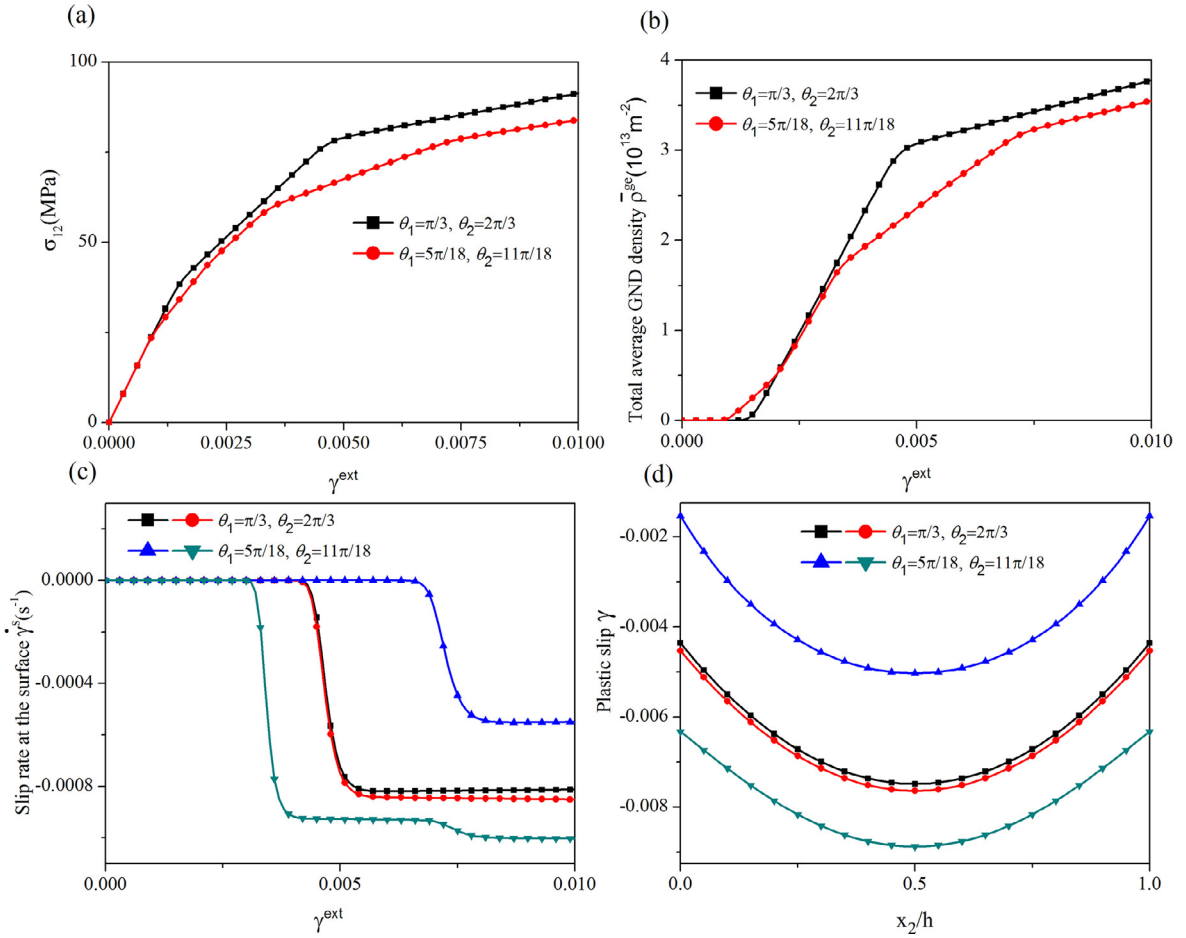 (a)
100
50
0
σ12(MPa)
θ1=π/3, θ2=2π/3
θ1=5π/18, θ2=11π/18
0.0000 0.0025 0.0050 0.0075 0.0100
γext
(b)
4
3
2
1
0
Total average GND density ρ̄ge(10^13 m^-2)
θ1=π/3, θ2=2π/3
θ1=5π/18, θ2=11π/18
0.000 0.005 0.010
γext
(c)
0.0000
-0.0004
-0.0008
Slip rate at the surface γ̇s(s^-1)
θ1=π/3, θ2=2π/3
θ1=5π/18, θ2=11π/18
0.000 0.005 0.010
γext
(d)
-0.002
-0.004
-0.006
-0.008
Plastic slip γ
θ1=π/3, θ2=2π/3
θ1=5π/18, θ2=11π/18
0.0 0.5 1.0
x2/h